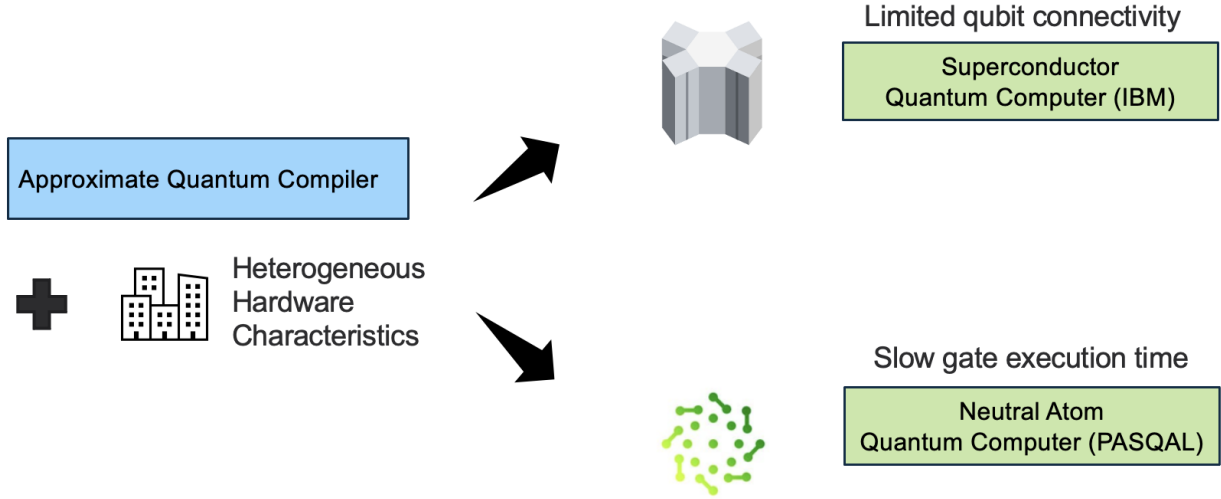 Limited qubit connectivity
Superconductor
Quantum Computer (IBM)
Approximate Quantum Compiler
Heterogeneous
Hardware
Characteristics
Slow gate execution time
Neutral Atom
Quantum Computer (PASQAL)